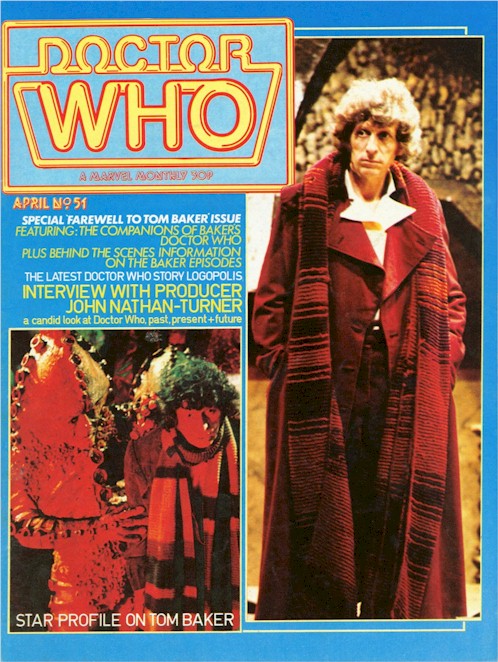 DOCTOR
WHO
A MARVEL MONTHLY 30P
APRIL Nº 51
SPECIAL 'FAREWELL TO TOM BAKER' ISSUE
FEATURING: THE COMPANIONS OF BAKERS
DOCTOR WHO
PLUS BEHIND THE SCENES INFORMATION
ON THE BAKER EPISODES
THE LATEST DOCTOR WHO STORY LOGOPOLIS
INTERVIEW WITH PRODUCER
JOHN NATHAN-TURNER
a candid look at Doctor Who, past, present+future
STAR PROFILE ON TOM BAKER